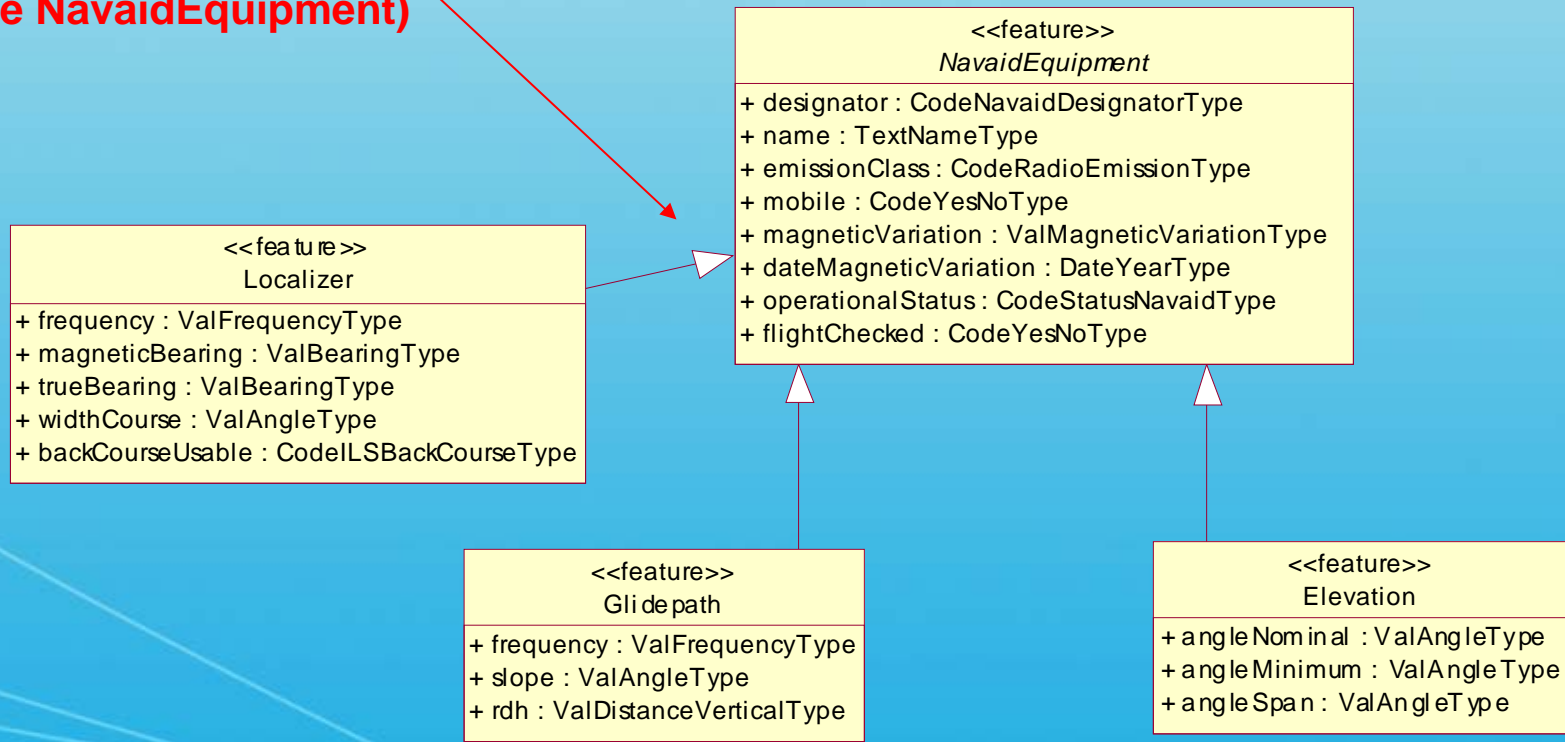 e NavaidEquipment)
<<feature>>
NavaidEquipment
+ designator : CodeNavaidDesignatorType
+ name : TextNameType
+ emissionClass : CodeRadioEmissionType
+ mobile : CodeYesNoType
+ magneticVariation : ValMagneticVariationType
+ dateMagneticVariation : DateYearType
+ operationalStatus : CodeStatusNavaidType
+ flightChecked : CodeYesNoType
<<feature>>
Localizer
+ frequency : ValFrequencyType
+ magneticBearing : ValBearingType
+ trueBearing : ValBearingType
+ widthCourse : ValAngleType
+ backCourseUsable : CodeILSBackCourseType
<<feature>>
Glidepath
+ frequency : ValFrequencyType
+ slope : ValAngleType
+ rdh : ValDistanceVerticalType
<<feature>>
Elevation
+ angleNominal : ValAngleType
+ angleMinimum : ValAngleType
+ angleSpan : ValAngleType